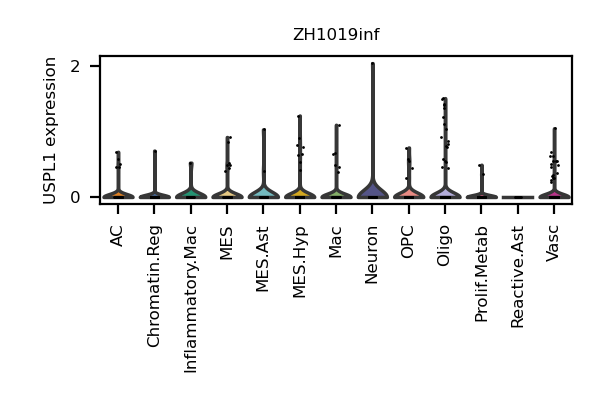 ZH1019inf
USPL1 expression
2
0
AC
Chromatin.Reg
Inflammatory.Mac
MES
MES.Ast
MES.Hyp
Mac
Neuron
OPC
Oligo
Prolif.Metab
Reactive.Ast
Vasc